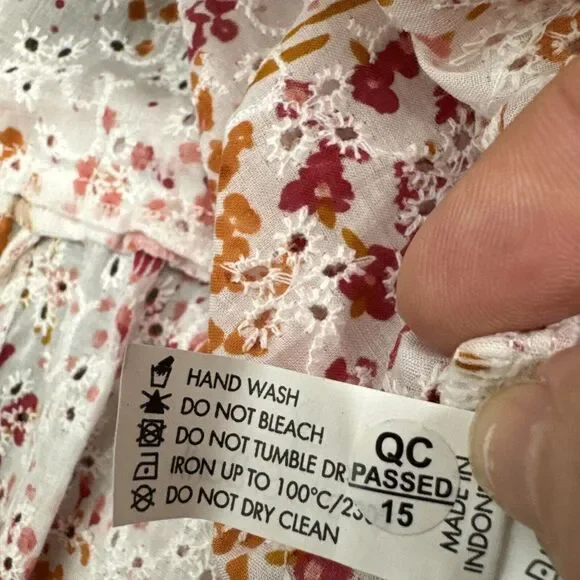 HAND WASH
DO NOT BLEACH
DO NOT TUMBLE DR
IRON UP TO 100°C/
DO NOT DRY CLEAN
QC
PASSED
15
MADE IN
INDON